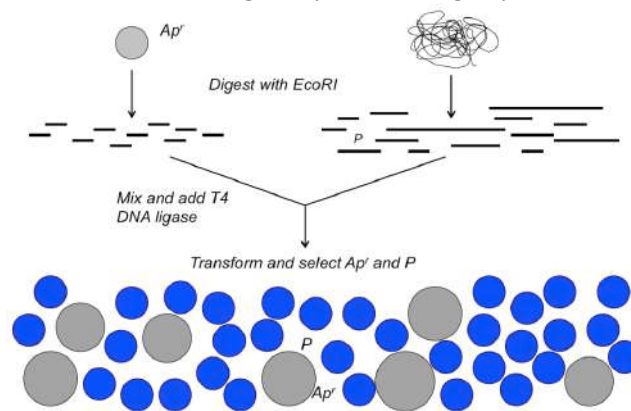 Apʳ
Digest with EcoRI
P
Mix and add T4
DNA ligase
Transform and select Apʳ and P
P
Apʳ